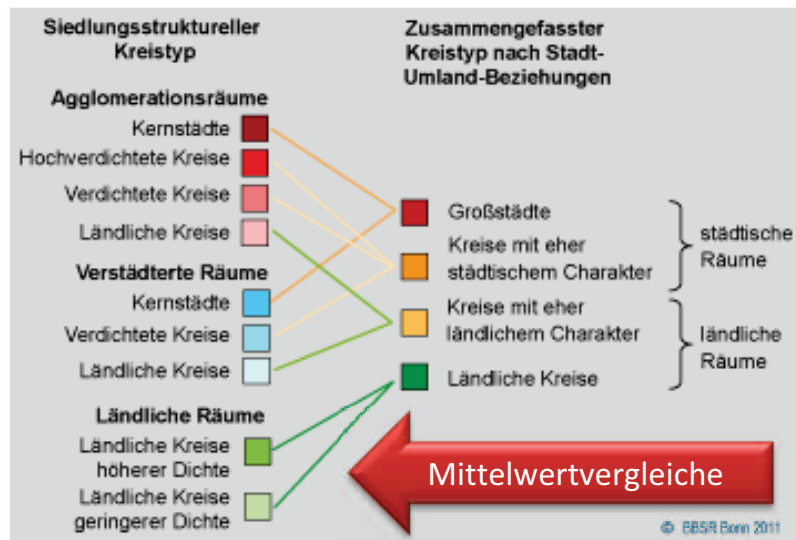 Siedlungsstruktureller
Kreistyp
Agglomerationsräume
Kernstädte
Hochverdichtete Kreise
Verdichtete Kreise
Ländliche Kreise
Verstädterte Räume
Kernstädte
Verdichtete Kreise
Ländliche Kreise
Ländliche Räume
Ländliche Kreise
höherer Dichte
Ländliche Kreise
geringerer Dichte
Zusammengefasster
Kreistyp nach Stadt-
Umland-Beziehungen
Großstädte
Kreise mit eher
städtischem Charakter
Kreise mit eher
ländlichem Charakter
Ländliche Kreise
städtische
Räume
ländliche
Räume
Mittelwertvergleiche
© BBSR Bonn 2011